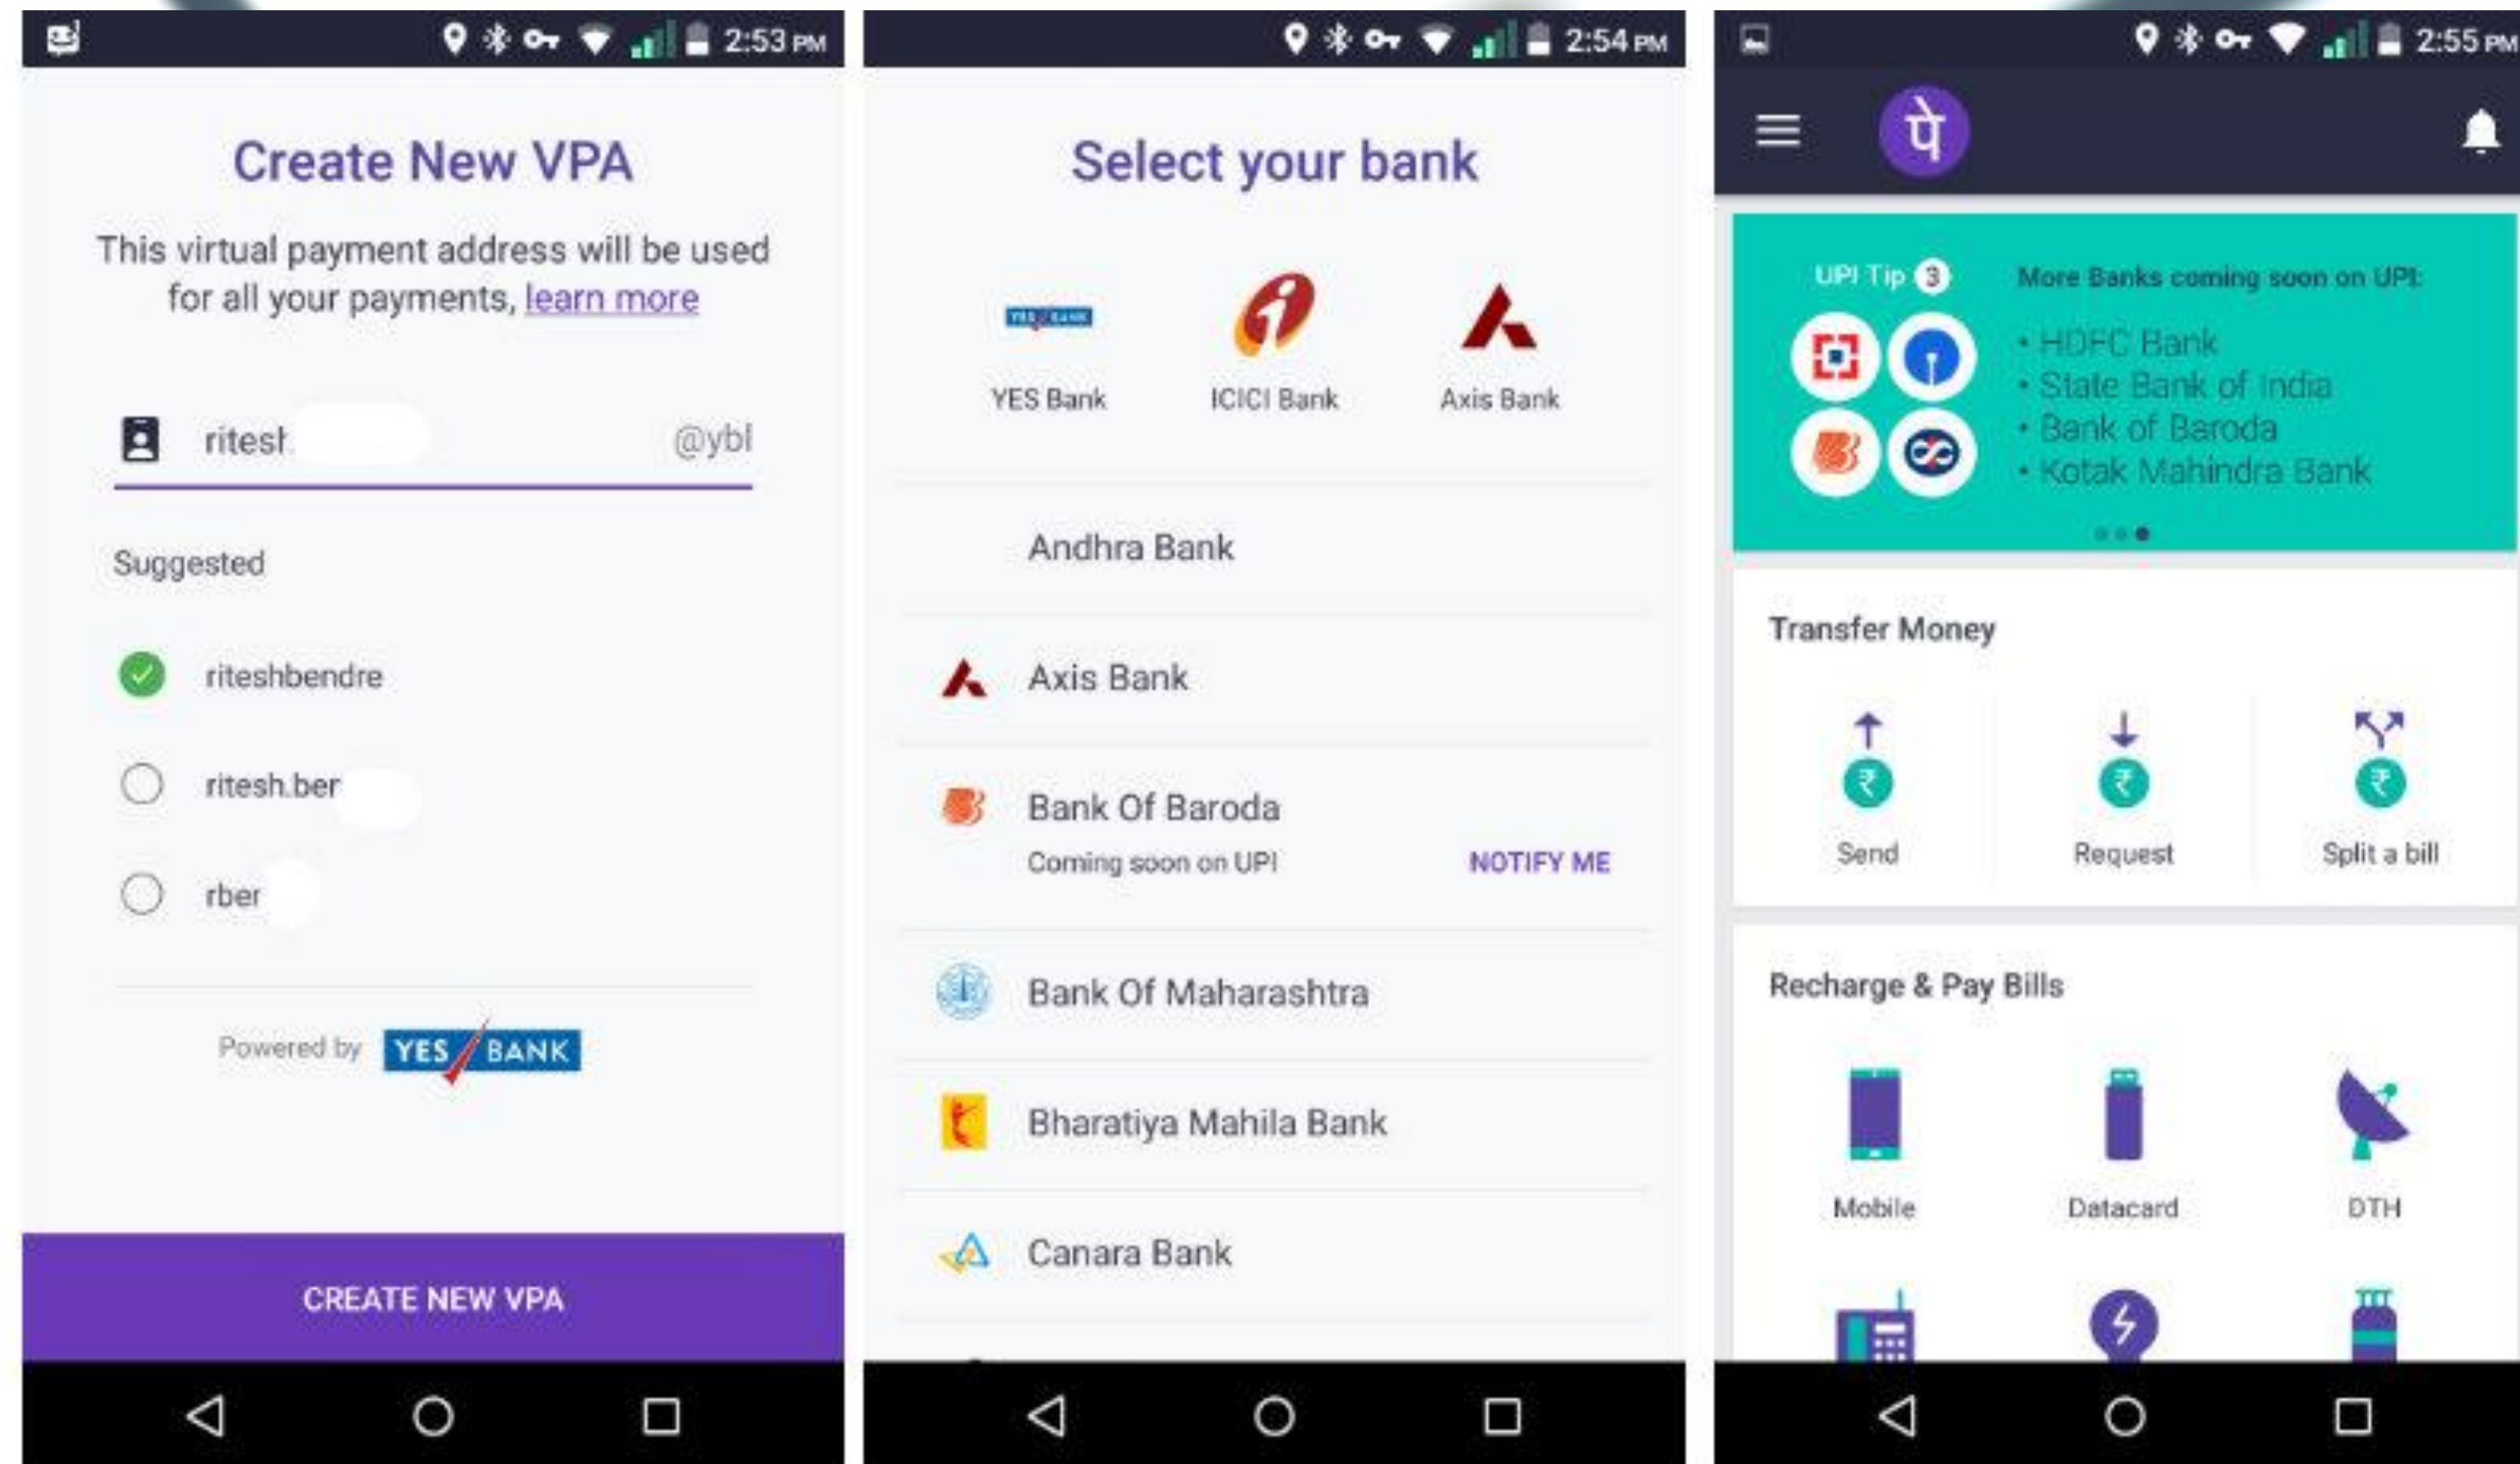 2:53 PM
Create New VPA
This virtual payment address will be used
for all your payments, learn more
@ybl
Suggested
riteshbendre
ritesh.ber
rber
Powered by YES BANK
CREATE NEW VPA
2:54 PM
Select your bank
YES BANK
YES Bank ICICI Bank Axis Bank
Andhra Bank
Axis Bank
Bank Of Baroda
Coming soon on UPI NOTIFY ME
Bank Of Maharashtra
Bharatiya Mahila Bank
Canara Bank
2:55 PM
पे
UPI Tip 3
More Banks coming soon on UPI:
• HDFC Bank
• State Bank of India
• Bank of Baroda
• Kotak Mahindra Bank
Transfer Money
₹ ₹ ₹
Send Request Split a bill
Recharge & Pay Bills
Mobile Datacard DTH